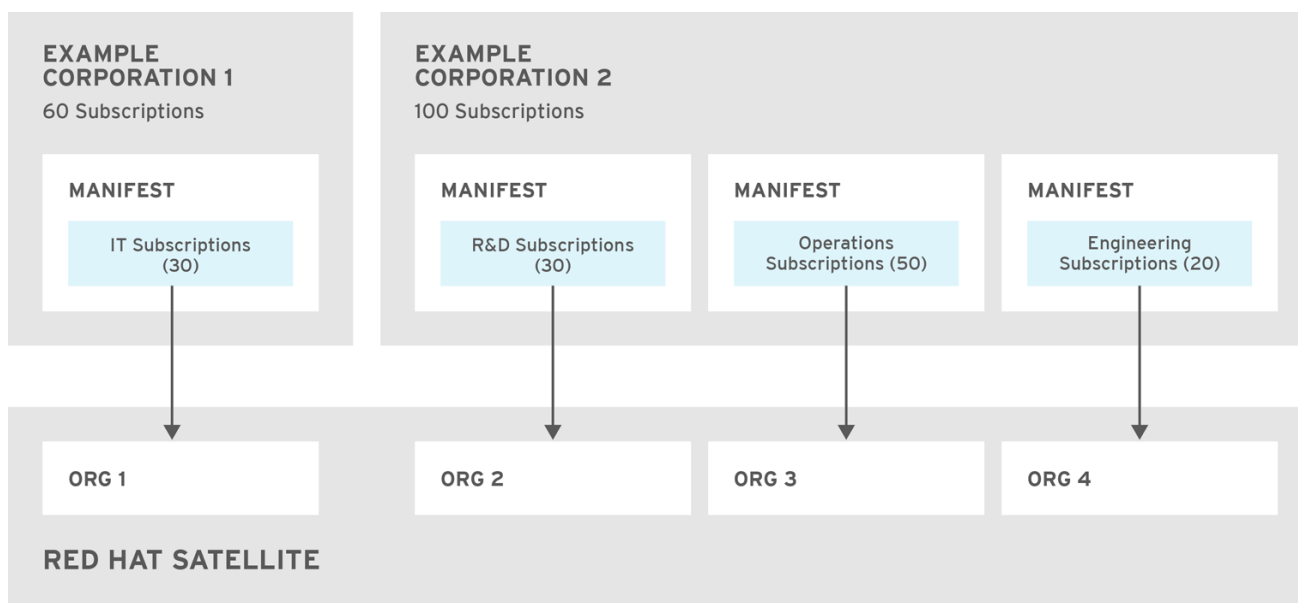 EXAMPLE
CORPORATION 1
60 Subscriptions
MANIFEST
IT Subscriptions
(30)
EXAMPLE
CORPORATION 2
100 Subscriptions
MANIFEST
R&D Subscriptions
(30)
MANIFEST
Operations
Subscriptions (50)
MANIFEST
Engineering
Subscriptions (20)
ORG 1
ORG 2
ORG 3
ORG 4
RED HAT SATELLITE